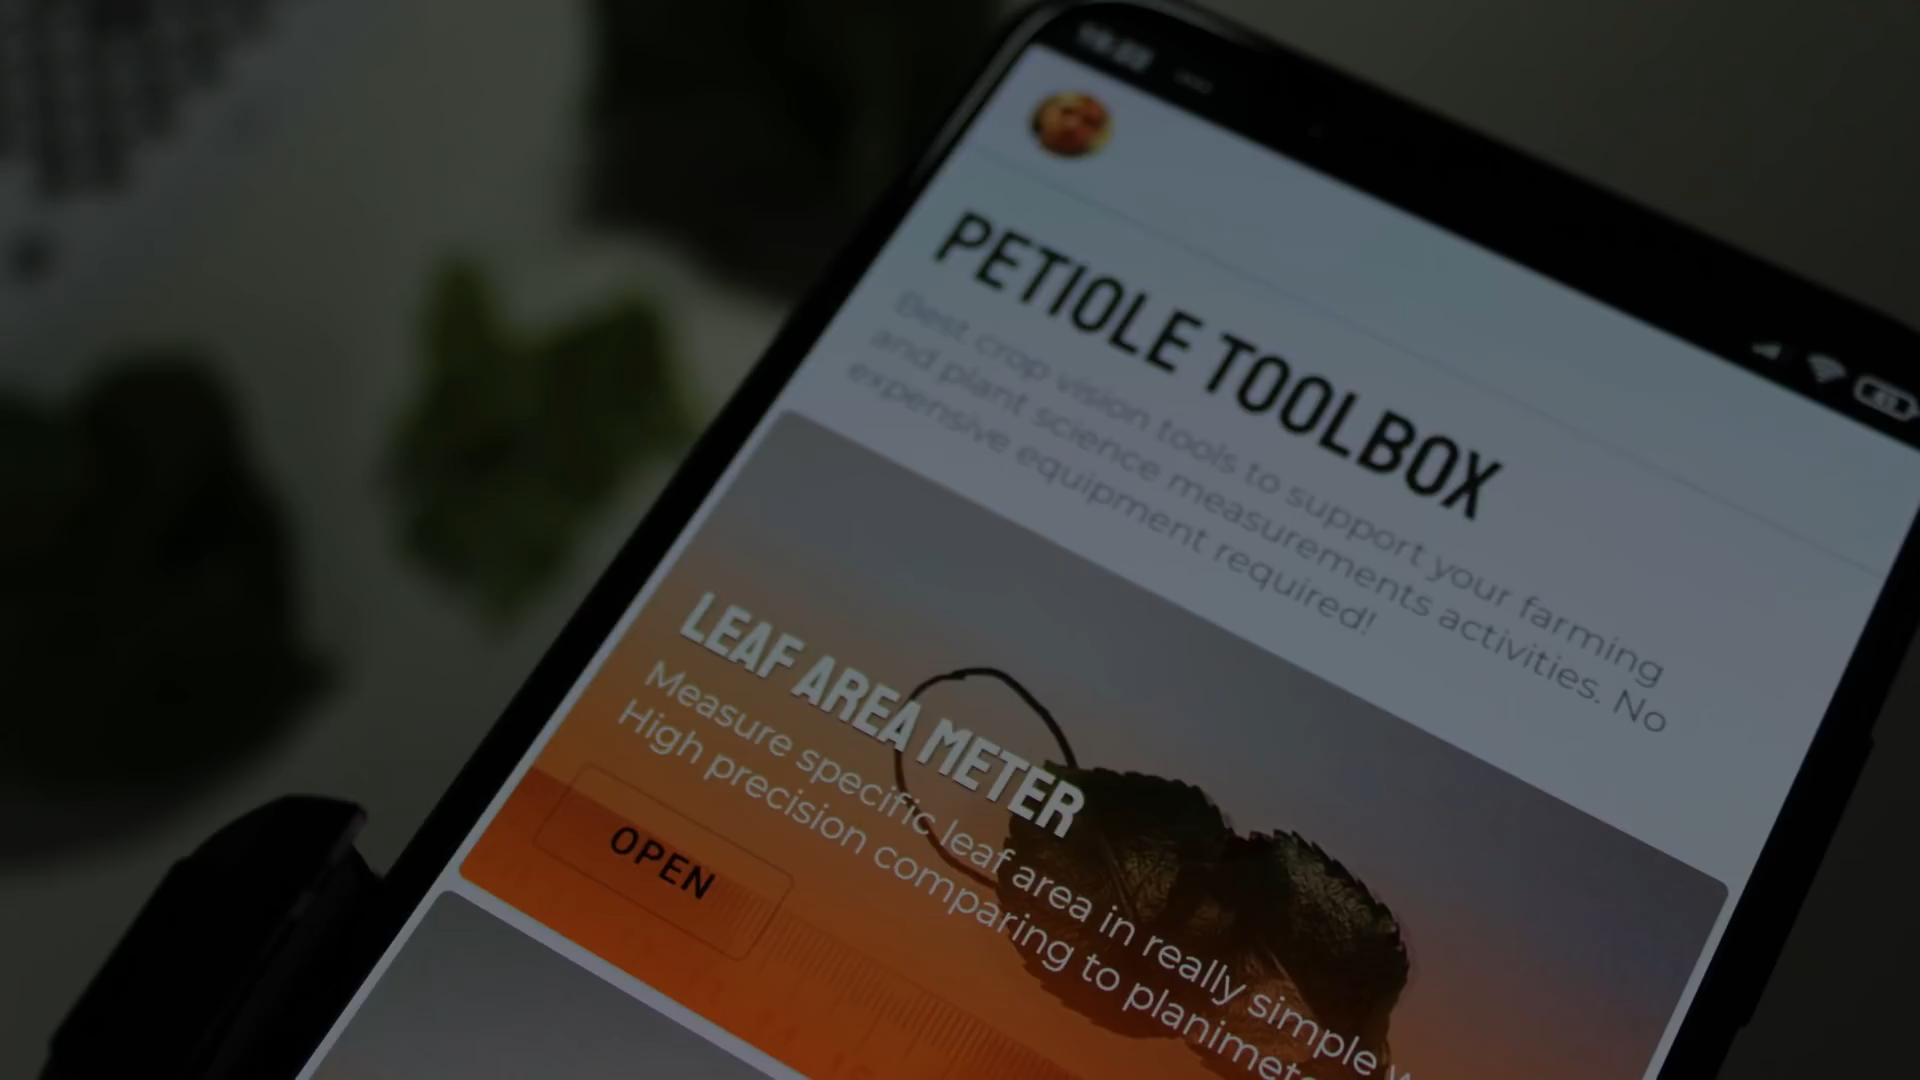 PETIOLE TOOLBOX
Best crop vision tools to support your farming
and plant science measurements activities. No
expensive equipment required!
LEAF AREA METER
Measure specific leaf area in really simple
High precision comparing to
OPEN